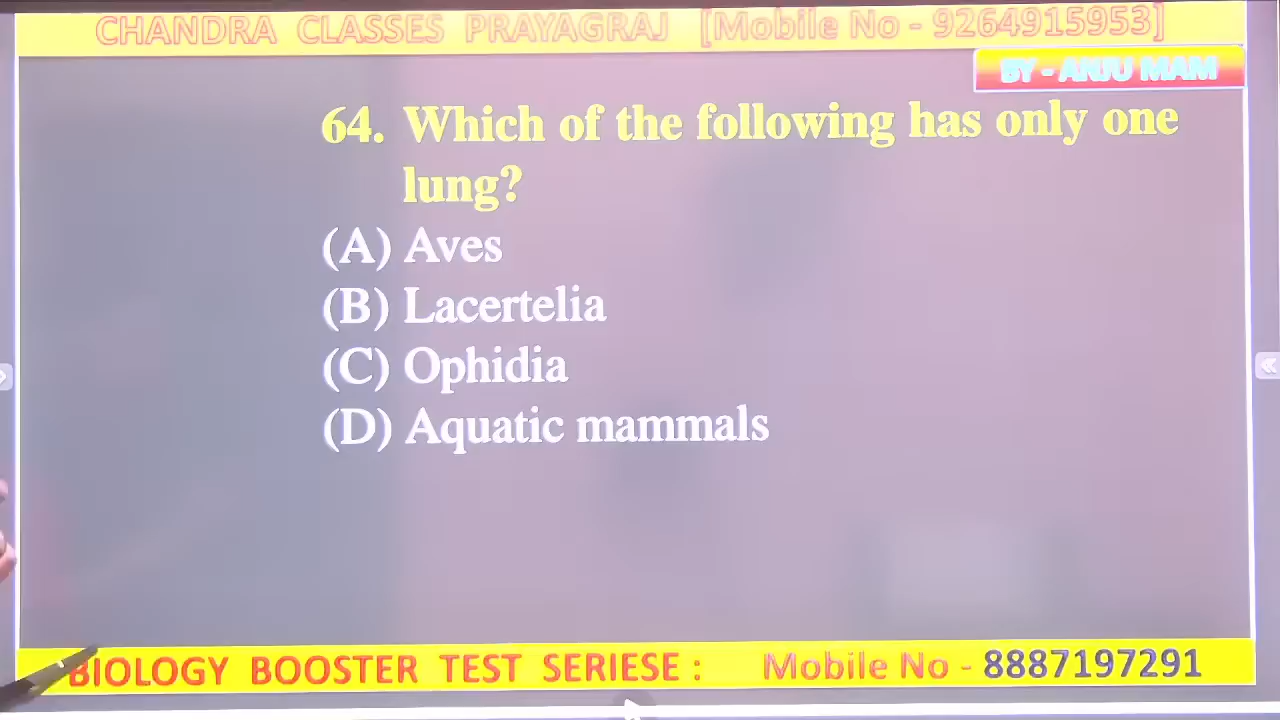 CHANDRA CLASSES PRAYAGRAJ [Mobile No - 9264915953]
BY - ANJU MAM
64. Which of the following has only one
lung?
(A) Aves
(B) Lacertelia
(C) Ophidia
(D) Aquatic mammals
BIOLOGY BOOSTER TEST SERIESE : Mobile No - 8887197291